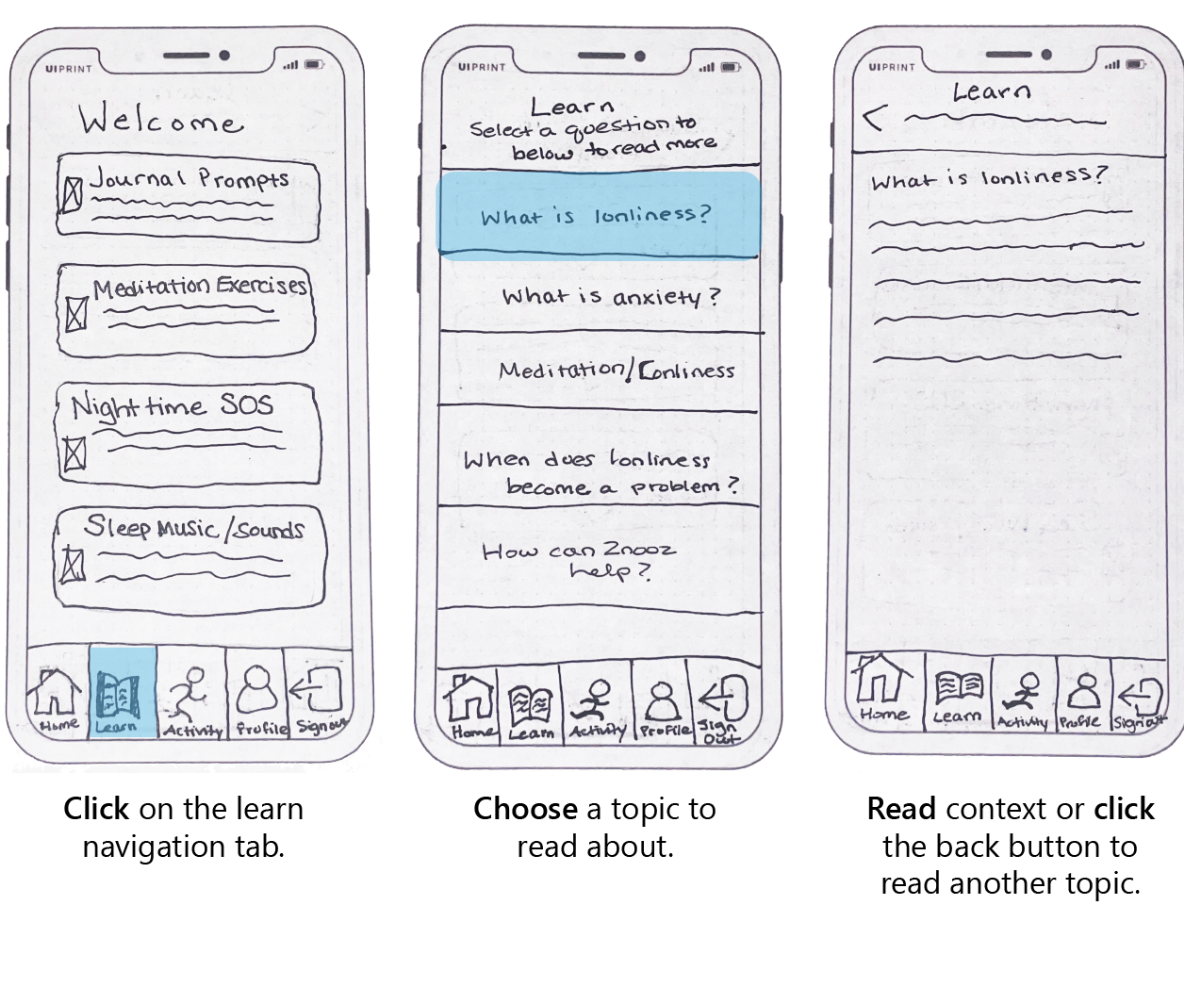 UIPRINT
Welcome
Journal Prompts
Meditation Exercises
Nighttime SOS
Sleep Music/Sounds
Home
Learn
Activity
Profile
Signout
Click on the learn
navigation tab.
UIPRINT
Learn
Select a question to
below to read more
What is lonliness?
What is anxiety?
Meditation/Lonliness
When does lonliness
become a problem?
How can Znooz
help?
Home
Learn
Activity
Profile
Sign
Out
Choose a topic to
read about.
UIPRINT
Learn
What is lonliness?
Home
Learn
Activity
Profile
Signout
Read context or click
the back button to
read another topic.